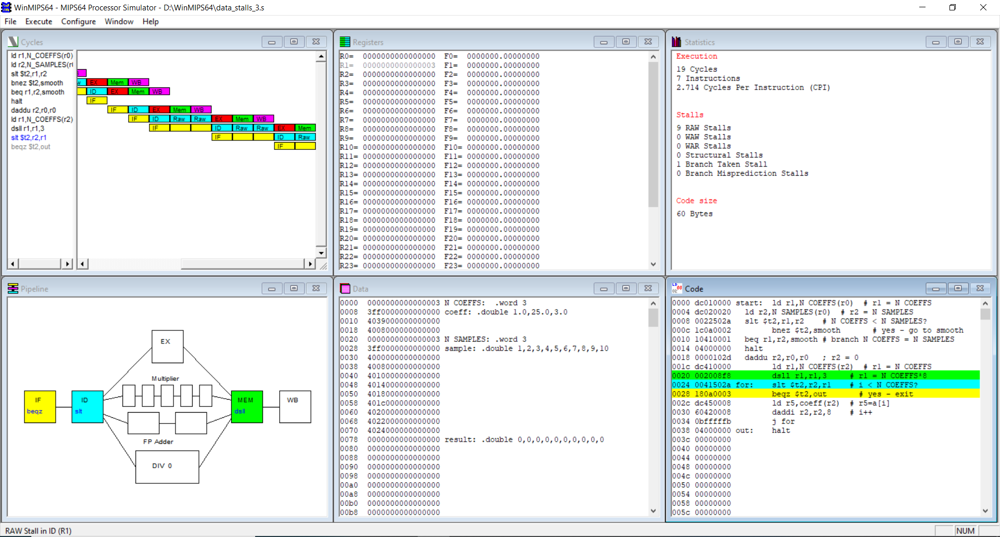 WinMIPS64 - MIPS64 Processor Simulator - D:\WinMIPS64\data_stalls_3.s
File Execute Configure Window Help
Cycles
ld r1,N_COEFFS(r0)
ld r2,N_SAMPLES(r
slt $t2,r1,r2
bnez $t2,smooth
beq r1,r2,smooth
halt
daddu r2,r0,r0
ld r1,N_COEFFS(r2)
dsll r1,r1,3
slt $t2,r2,r1
beqz $t2,out
EX Mem WB
ID EX Mem WB
IF
IF ID EX Mem WB
IF ID Raw Raw EX Mem WB
IF ID Raw Raw EX Mem
IF ID Raw
IF
Registers
R0= 0000000000000000 F0= 0000000.00000000
R1= 0000000000000003 F1= 0000000.00000000
R2= 0000000000000000 F2= 0000000.00000000
R3= 0000000000000000 F3= 0000000.00000000
R4= 0000000000000000 F4= 0000000.00000000
R5= 0000000000000000 F5= 0000000.00000000
R6= 0000000000000000 F6= 0000000.00000000
R7= 0000000000000000 F7= 0000000.00000000
R8= 0000000000000000 F8= 0000000.00000000
R9= 0000000000000000 F9= 0000000.00000000
R10= 0000000000000000 F10= 0000000.00000000
R11= 0000000000000000 F11= 0000000.00000000
R12= 0000000000000000 F12= 0000000.00000000
R13= 0000000000000000 F13= 0000000.00000000
R14= 0000000000000000 F14= 0000000.00000000
R15= 0000000000000000 F15= 0000000.00000000
R16= 0000000000000000 F16= 0000000.00000000
R17= 0000000000000000 F17= 0000000.00000000
R18= 0000000000000000 F18= 0000000.00000000
R19= 0000000000000000 F19= 0000000.00000000
R20= 0000000000000000 F20= 0000000.00000000
R21= 0000000000000000 F21= 0000000.00000000
R22= 0000000000000000 F22= 0000000.00000000
R23= 0000000000000000 F23= 0000000.00000000
Statistics
Execution
19 Cycles
7 Instructions
2.714 Cycles Per Instruction (CPI)
Stalls
9 RAW Stalls
0 WAW Stalls
0 WAR Stalls
0 Structural Stalls
1 Branch Taken Stall
0 Branch Misprediction Stalls
Code size
60 Bytes
Pipeline
EX
Multiplier
IF
beqz
ID
slt
MEM
dsll
WB
FP Adder
DIV 0
Data
0000 0000000000000003 N COEFFS: .word 3
0008 3ff0000000000000 coeff: .double 1.0,25.0,3.0
0010 4039000000000000
0018 4008000000000000
0020 0000000000000003 N SAMPLES: .word 3
0028 3ff0000000000000 sample: .double 1,2,3,4,5,6,7,8,9,10
0030 4000000000000000
0038 4008000000000000
0040 4010000000000000
0048 4014000000000000
0050 4018000000000000
0058 401c000000000000
0060 4020000000000000
0068 4022000000000000
0070 4024000000000000
0078 0000000000000000 result: .double 0,0,0,0,0,0,0,0,0,0
0080 0000000000000000
0088 0000000000000000
0090 0000000000000000
0098 0000000000000000
00a0 0000000000000000
00a8 0000000000000000
00b0 0000000000000000
00b8 0000000000000000
Code
0000 dc010000 start: ld r1,N COEFFS(r0) # r1 = N COEFFS
0004 dc020020 ld r2,N SAMPLES(r0) # r2 = N SAMPLES
0008 0022502a slt $t2,r1,r2 # N COEFFS < N SAMPLES?
000c 1c0a0002 bnez $t2,smooth # yes - go to smooth
0010 10410001 beq r1,r2,smooth # branch N COEFFS = N SAMPLES
0014 04000000 halt
0018 0000102d daddu r2,r0,r0 ; r2 = 0
001c dc410000 ld r1,N COEFFS(r2) # r1 = N COEFFS
0020 002008f8 dsll r1,r1,3 # r1 = N COEFFS*8
0024 0041502a for: slt $t2,r2,r1 # i < N COEFFS?
0028 180a0003 beqz $t2,out # yes - exit
002c dc450008 ld r5,coeff(r2) # r5=a[i]
0030 60420008 daddi r2,r2,8 # i++
0034 0bfffffb j for
0038 04000000 out: halt
003c 00000000
0040 00000000
0044 00000000
0048 00000000
004c 00000000
0050 00000000
0054 00000000
0058 00000000
005c 00000000
RAW Stall in ID (R1)
NUM